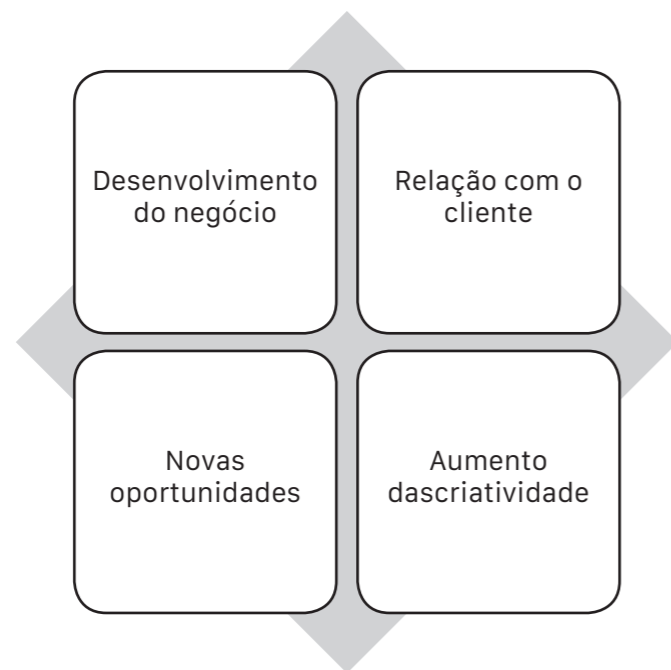 Desenvolvimento
do negócio
Relação com o
cliente
Novas
oportunidades
Aumento
dascriatividade